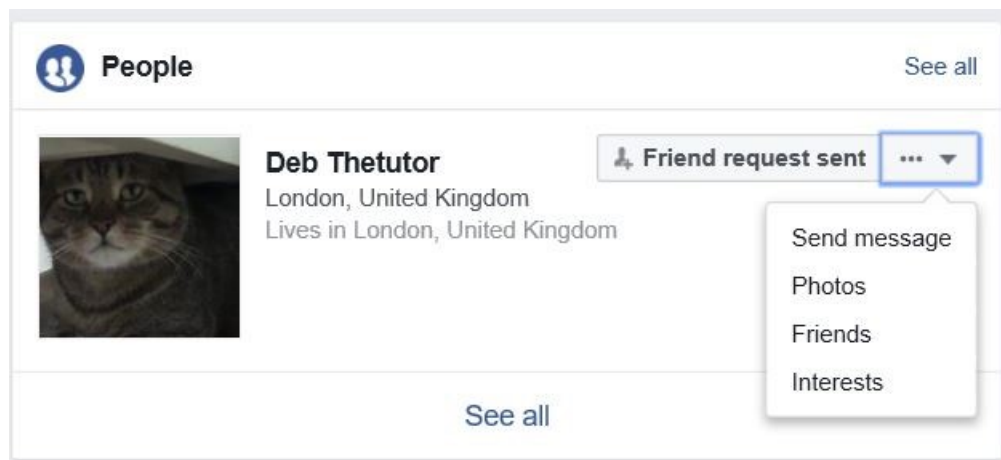 People
See all
Deb Thetutor
Friend request sent
London, United Kingdom
Lives in London, United Kingdom
Send message
Photos
Friends
Interests
See all